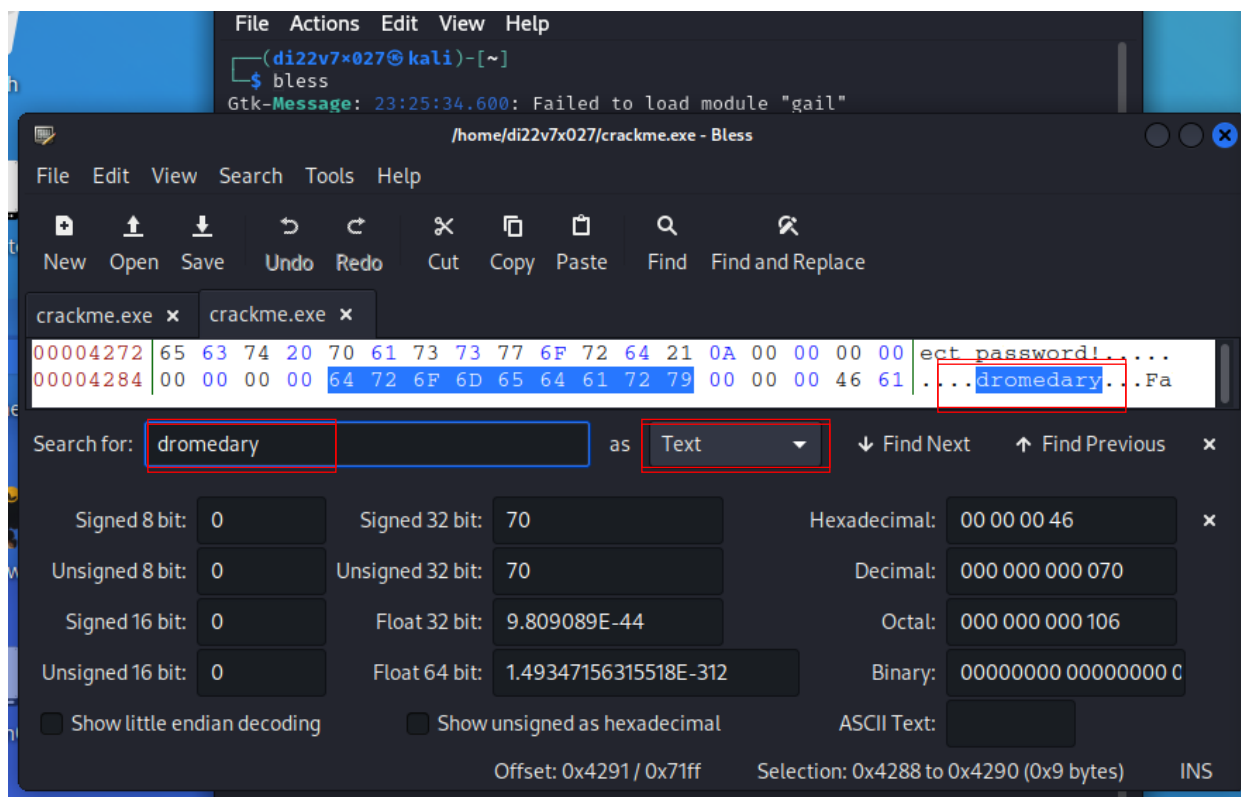 File Actions Edit View Help
(di22v7x027㉿kali)-[~]
$ bless
Gtk-Message: 23:25:34.600: Failed to load module "gail"
/home/di22v7x027/crackme.exe - Bless
File Edit View Search Tools Help
New Open Save Undo Redo Cut Copy Paste Find Find and Replace
crackme.exe × crackme.exe ×
00004272 65 63 74 20 70 61 73 73 77 6F 72 64 21 0A 00 00 00 00 ect password!.....
00004284 00 00 00 00 64 72 6F 6D 65 64 61 72 79 00 00 00 46 61 ....dromedary...Fa
Search for: dromedary as Text Find Next Find Previous ×
Signed 8 bit: 0 Signed 32 bit: 70 Hexadecimal: 00 00 00 46 ×
Unsigned 8 bit: 0 Unsigned 32 bit: 70 Decimal: 000 000 000 070
Signed 16 bit: 0 Float 32 bit: 9.809089E-44 Octal: 000 000 000 106
Unsigned 16 bit: 0 Float 64 bit: 1.49347156315518E-312 Binary: 00000000 00000000 0
Show little endian decoding Show unsigned as hexadecimal ASCII Text:
Offset: 0x4291 / 0x71ff Selection: 0x4288 to 0x4290 (0x9 bytes) INS